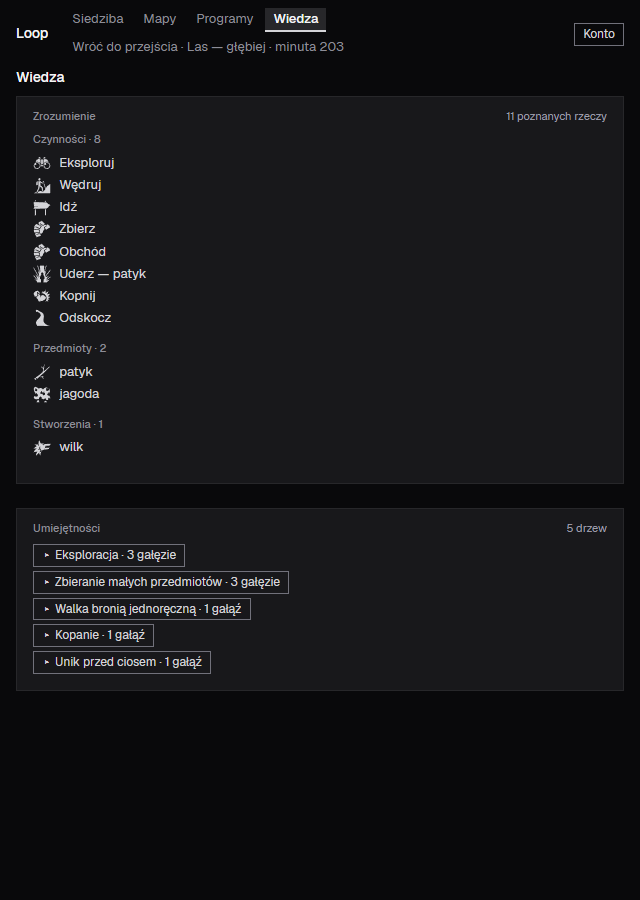 Loop
Siedziba
Mapy
Programy
Wiedza
Wróć do przejścia · Las — głębiej · minuta 203
Konto
Wiedza
Zrozumienie
11 poznanych rzeczy
Czynności · 8
Eksploruj
Wędruj
Idź
Zbierz
Obchód
Uderz — patyk
Kopnij
Odskocz
Przedmioty · 2
patyk
jagoda
Stworzenia · 1
wilk
Umiejętności
5 drzew
Eksploracja · 3 gałęzie
Zbieranie małych przedmiotów · 3 gałęzie
Walka bronią jednoręczną · 1 gałąź
Kopanie · 1 gałąź
Unik przed ciosem · 1 gałąź